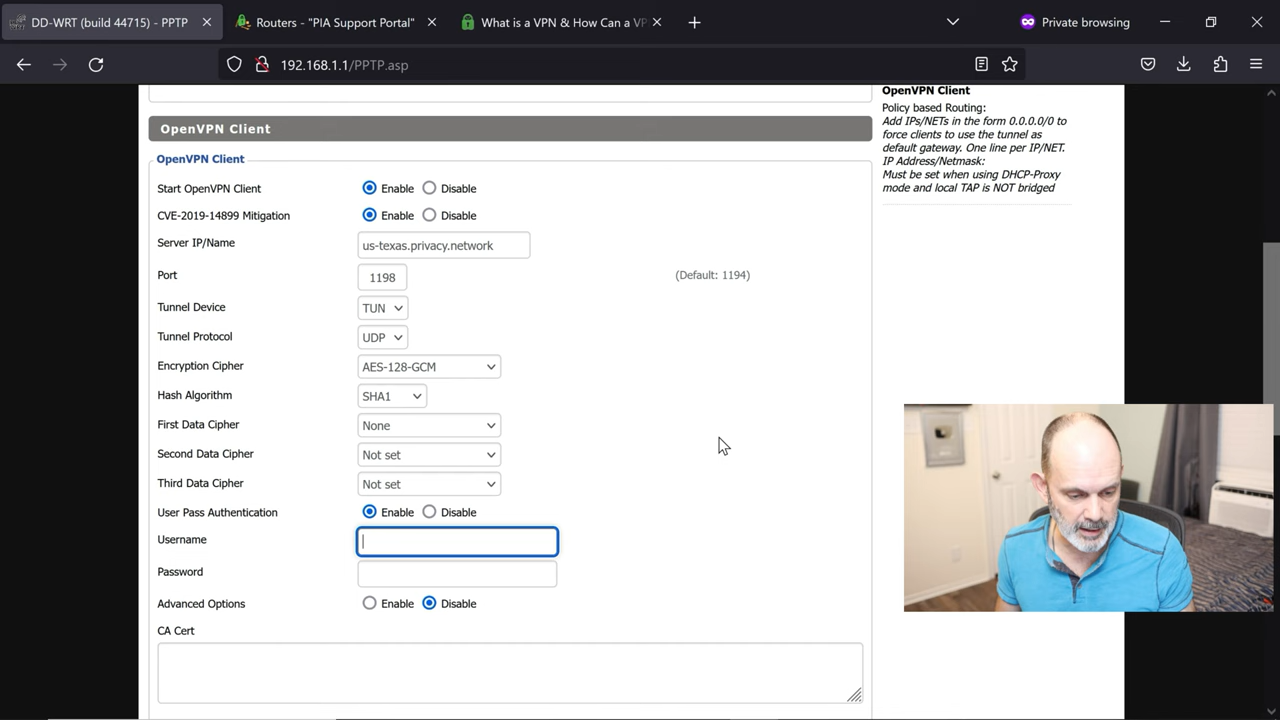 DD-WRT (build 44715) - PPTP
Routers - "PIA Support Portal"
What is a VPN & How Can a VP
Private browsing
192.168.1.1/PPTP.asp
OpenVPN Client
OpenVPN Client
Start OpenVPN Client Enable Disable
CVE-2019-14899 Mitigation Enable Disable
Server IP/Name us-texas.privacy.network
Port 1198 (Default: 1194)
Tunnel Device TUN
Tunnel Protocol UDP
Encryption Cipher AES-128-GCM
Hash Algorithm SHA1
First Data Cipher None
Second Data Cipher Not set
Third Data Cipher Not set
User Pass Authentication Enable Disable
Username
Password
Advanced Options Enable Disable
CA Cert
OpenVPN Client
Policy based Routing:
Add IPs/NETs in the form 0.0.0.0/0 to
force clients to use the tunnel as
default gateway. One line per IP/NET.
IP Address/Netmask:
Must be set when using DHCP-Proxy
mode and local TAP is NOT bridged